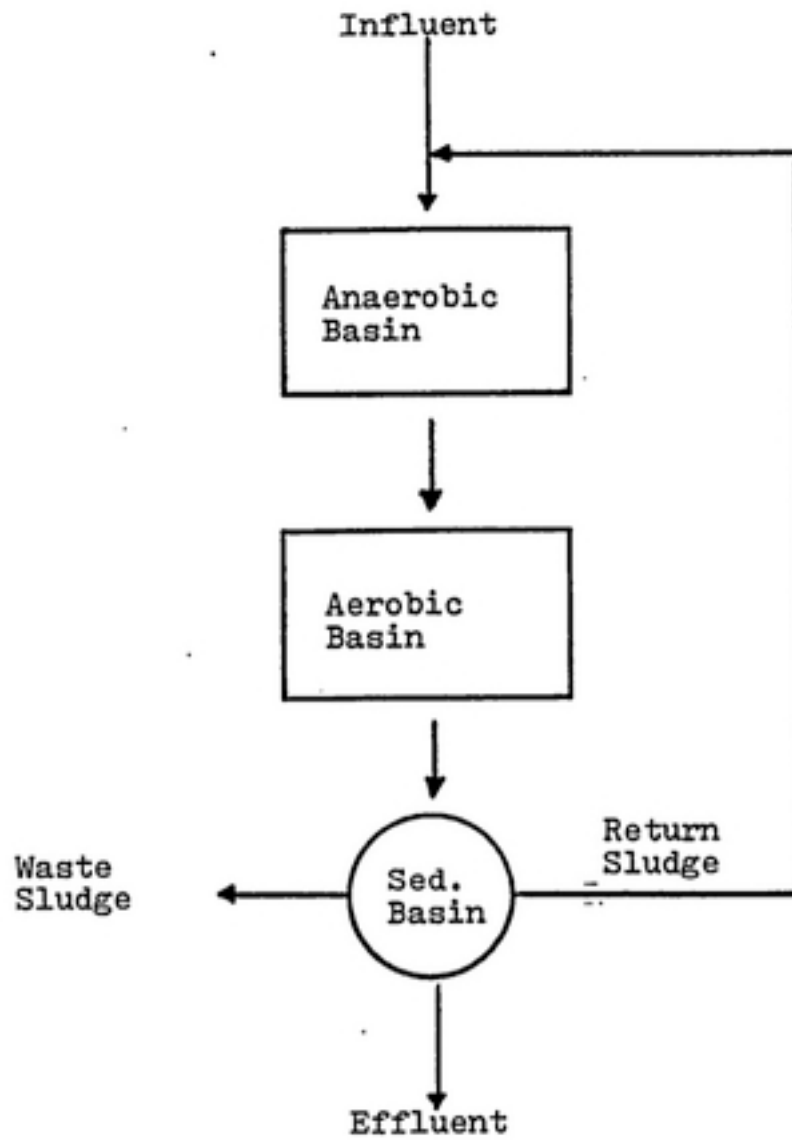 Influent
Anaerobic
Basin
Aerobic
Basin
Return
Sludge
Waste
Sludge
Sed.
Basin
Effluent